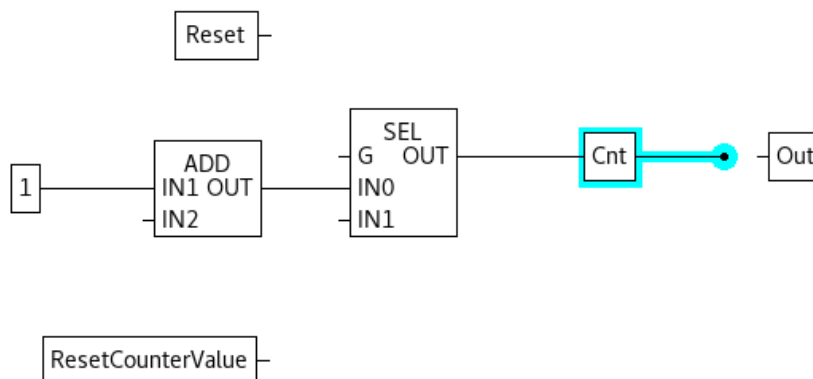 Reset
SEL
G OUT
Cnt
Out
ADD
1
IN1 OUT
IN0
IN2
IN1
ResetCounterValue